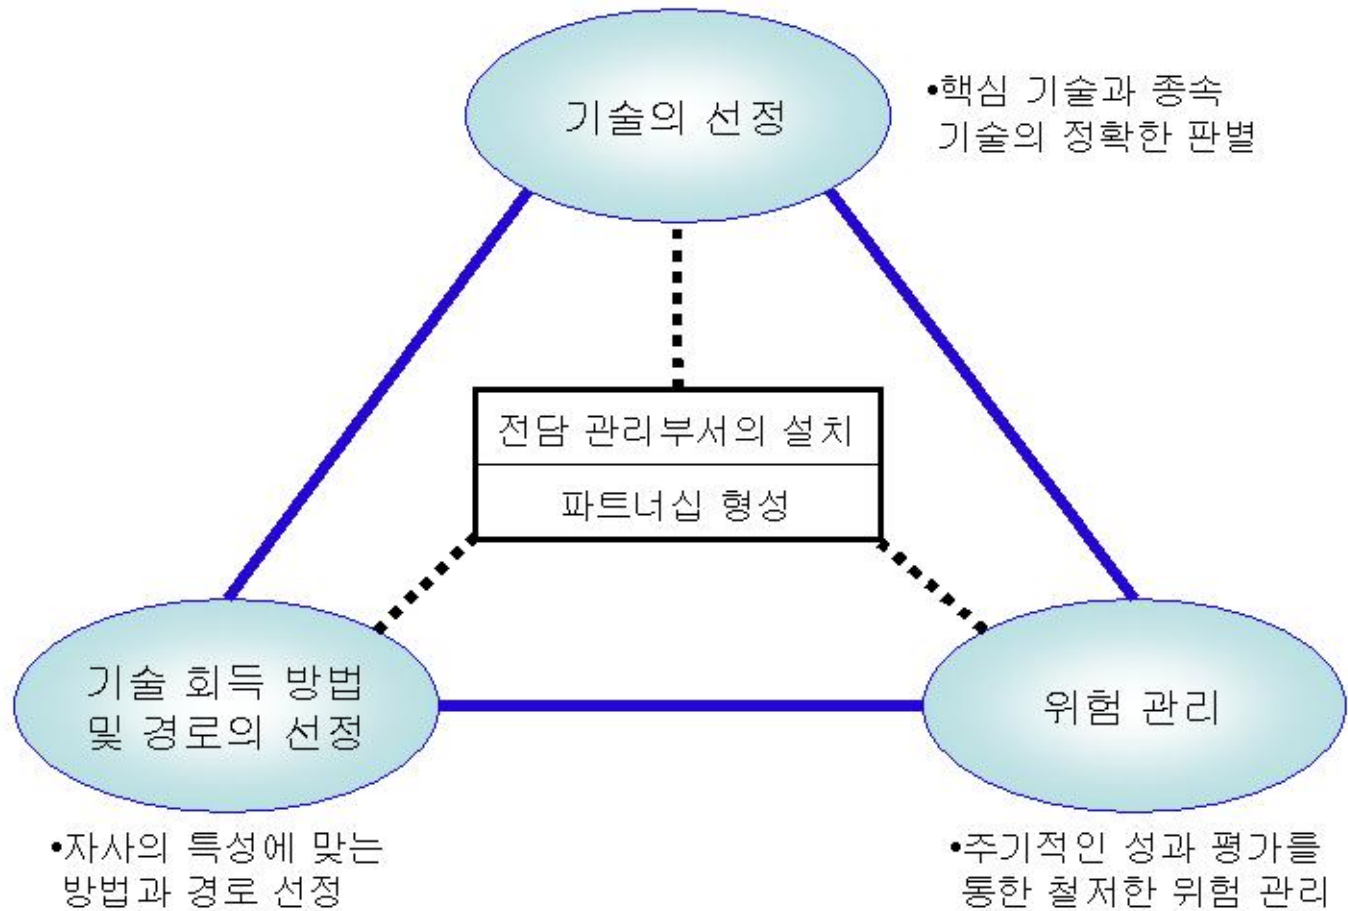 기술의 선정
•핵심 기술과 종속
기술의 정확한 판별
전담 관리부서의 설치
파트너십 형성
기술 회득 방법
및 경로의 선정
위험 관리
•자사의 특성에 맞는
방법과 경로 선정
•주기적인 성과 평가를
통한 철저한 위험 관리